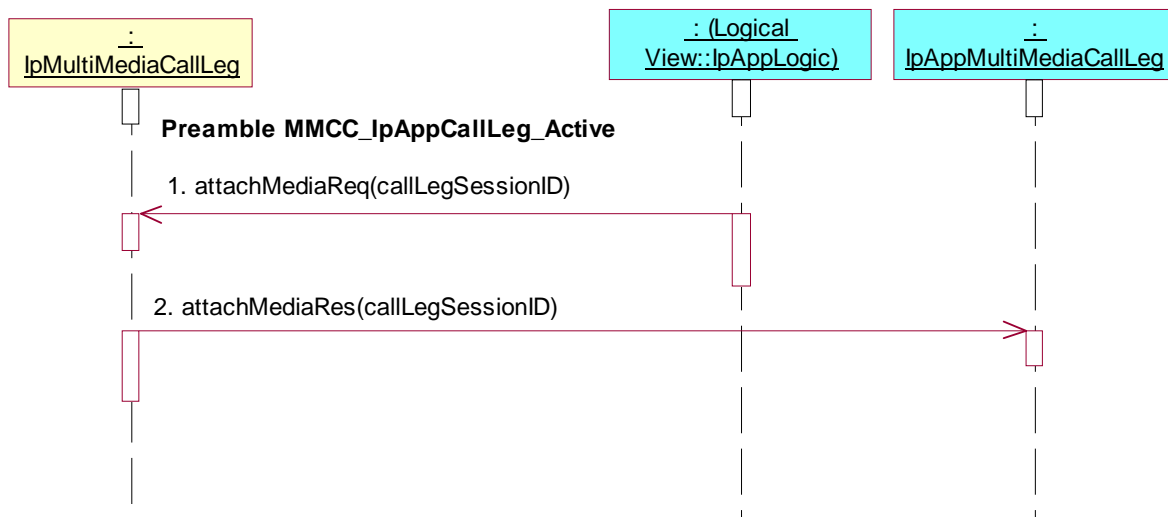 :
IpMultiMediaCallLeg
: (Logical
View::IpAppLogic)
:
IpAppMultiMediaCallLeg
Preamble MMCC_IpAppCallLeg_Active
1. attachMediaReq(callLegSessionID)
2. attachMediaRes(callLegSessionID)